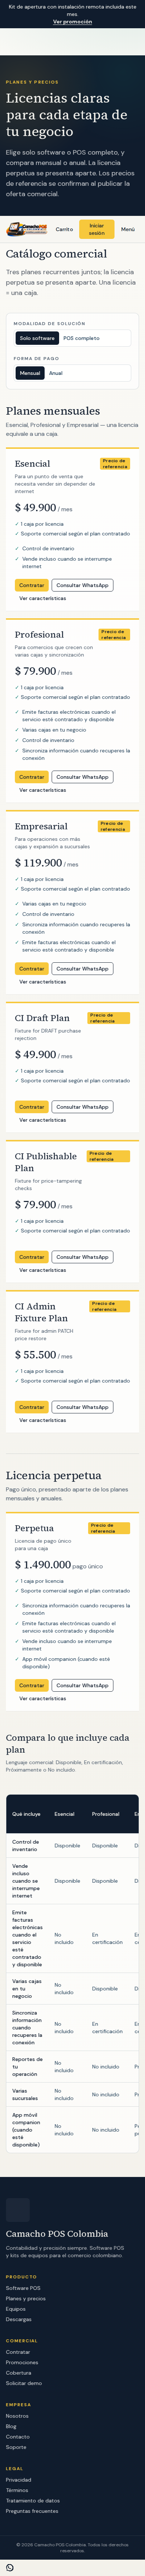 Kit de apertura con instalación remota incluida este
mes.
Ver promoción
PLANES Y PRECIOS
Licencias claras
para cada etapa de
tu negocio
Elige solo software o POS completo, y
compara mensual o anual. La licencia
perpetua se presenta aparte. Los precios
de referencia se confirman al publicar la
oferta comercial.
Carrito
Iniciar
sesión
Menú
Catálogo comercial
Tres planes recurrentes juntos; la licencia
perpetua se presenta aparte. Una licencia
= una caja.
MODALIDAD DE SOLUCIÓN
Solo software
POS completo
FORMA DE PAGO
Mensual
Anual
Planes mensuales
Esencial, Profesional y Empresarial — una licencia
equivale a una caja.
Esencial
Precio de
referencia
Para un punto de venta que
necesita vender sin depender de
internet
$ 49.900 / mes
✓ 1 caja por licencia
✓ Soporte comercial según el plan contratado
✓ Control de inventario
✓ Vende incluso cuando se interrumpe
internet
Contratar
Consultar WhatsApp
Ver características
Profesional
Precio de
referencia
Para comercios que crecen con
varias cajas y sincronización
$ 79.900 / mes
✓ 1 caja por licencia
✓ Soporte comercial según el plan contratado
✓ Emite facturas electrónicas cuando el
servicio esté contratado y disponible
✓ Varias cajas en tu negocio
✓ Control de inventario
✓ Sincroniza información cuando recuperes la
conexión
Contratar
Consultar WhatsApp
Ver características
Empresarial
Precio de
referencia
Para operaciones con más
cajas y expansión a sucursales
$ 119.900 / mes
✓ 1 caja por licencia
✓ Soporte comercial según el plan contratado
✓ Varias cajas en tu negocio
✓ Control de inventario
✓ Sincroniza información cuando recuperes la
conexión
✓ Emite facturas electrónicas cuando el
servicio esté contratado y disponible
Contratar
Consultar WhatsApp
Ver características
CI Draft Plan
Precio de
referencia
Fixture for DRAFT purchase
rejection
$ 49.900 / mes
✓ 1 caja por licencia
✓ Soporte comercial según el plan contratado
Contratar
Consultar WhatsApp
Ver características
CI Publishable
Plan
Precio de
referencia
Fixture for price-tampering
checks
$ 79.900 / mes
✓ 1 caja por licencia
✓ Soporte comercial según el plan contratado
Contratar
Consultar WhatsApp
Ver características
CI Admin
Fixture Plan
Precio de
referencia
Fixture for admin PATCH
price restore
$ 55.500 / mes
✓ 1 caja por licencia
✓ Soporte comercial según el plan contratado
Contratar
Consultar WhatsApp
Ver características
Licencia perpetua
Pago único, presentado aparte de los planes
mensuales y anuales.
Perpetua
Precio de
referencia
Licencia de pago único
para una caja
$ 1.490.000 pago único
✓ 1 caja por licencia
✓ Soporte comercial según el plan contratado
✓ Sincroniza información cuando recuperes la
conexión
✓ Emite facturas electrónicas cuando el
servicio esté contratado y disponible
✓ Vende incluso cuando se interrumpe
internet
✓ App móvil companion (cuando esté
disponible)
Contratar
Consultar WhatsApp
Ver características
Compara lo que incluye cada
plan
Lenguaje comercial: Disponible, En certificación,
Próximamente o No incluido.
Qué incluye Esencial Profesional
Control de
inventario
Disponible Disponible
Vende
incluso
cuando se
interrumpe
internet
Disponible Disponible
Emite
facturas
electrónicas
cuando el
servicio
esté
contratado
y disponible
No
incluido
En
certificación
Varias cajas
en tu
negocio
No
incluido
Disponible
Sincroniza
información
cuando
recuperes la
conexión
No
incluido
En
certificación
Reportes de
tu
operación
No
incluido
No incluido
Varias
sucursales
No
incluido
No incluido
App móvil
companion
(cuando
esté
disponible)
No
incluido
No incluido
Camacho POS Colombia
Contabilidad y precisión siempre. Software POS
y kits de equipos para el comercio colombiano.
PRODUCTO
Software POS
Planes y precios
Equipos
Descargas
COMERCIAL
Contratar
Promociones
Cobertura
Solicitar demo
EMPRESA
Nosotros
Blog
Contacto
Soporte
LEGAL
Privacidad
Términos
Tratamiento de datos
Preguntas frecuentes
© 2026 Camacho POS Colombia. Todos los derechos
reservados.